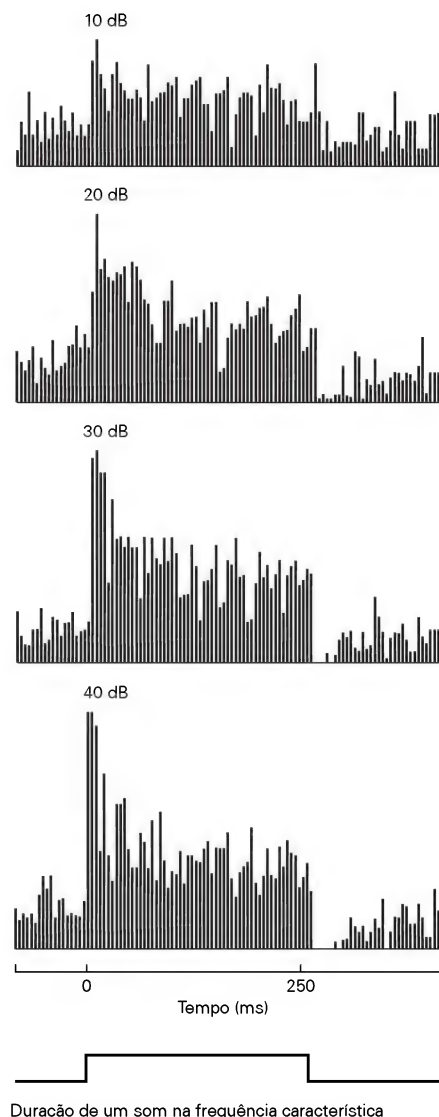 10 dB
20 dB
30 dB
40 dB
0 250
Tempo (ms)
Duração de um som na frequência característica